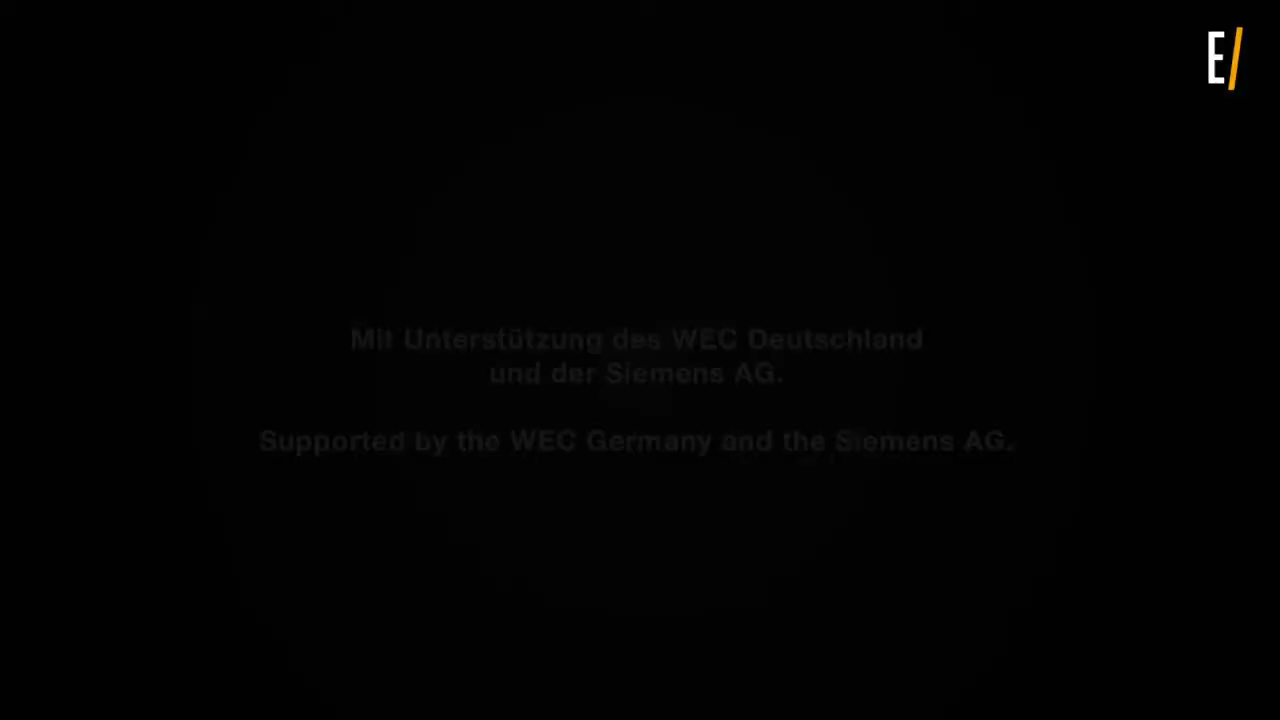 E/
Mit Unterstützung des WEC Deutschland
und der Siemens AG.
Supported by the WEC Germany and the Siemens AG.